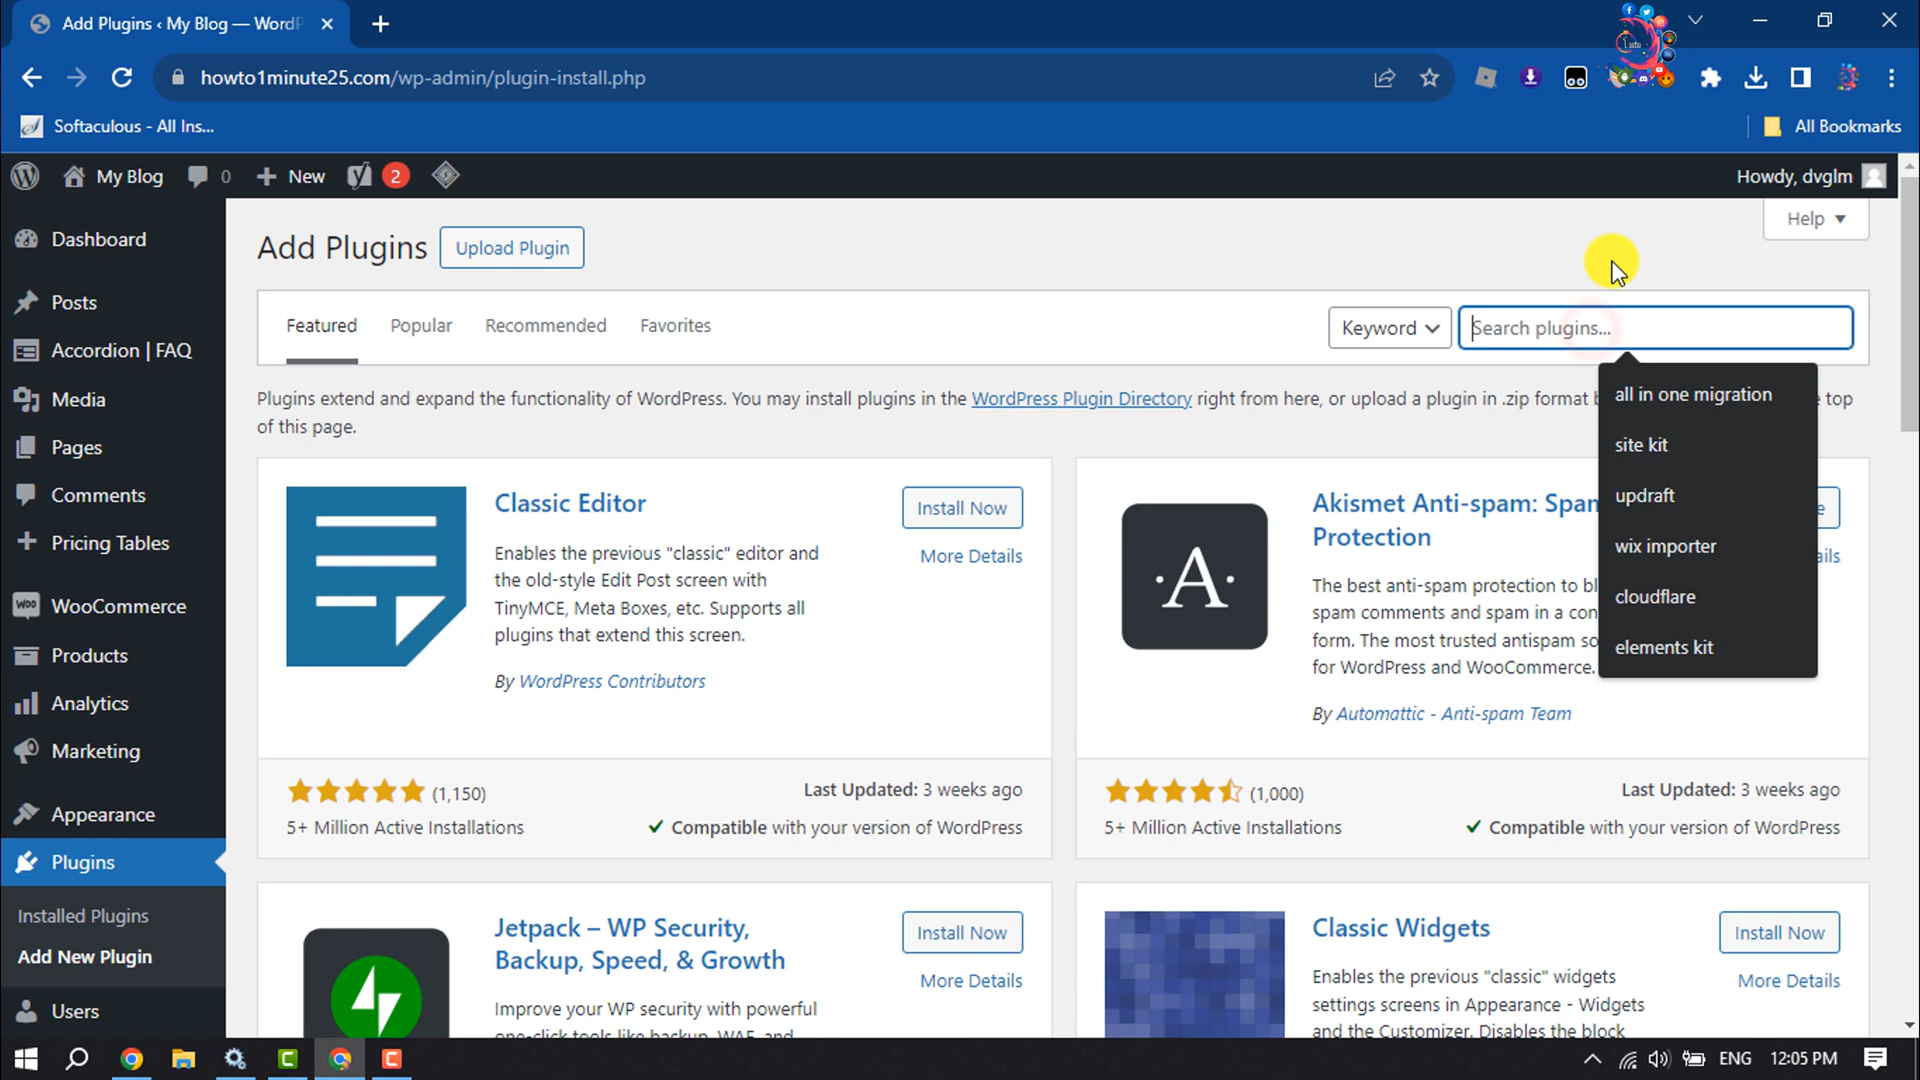 Add Plugins ‹ My Blog — WordP
howto1minute25.com/wp-admin/plugin-install.php
Softaculous - All Ins...
All Bookmarks
My Blog
0
New
2
Howdy, dvglm
Dashboard
Posts
Accordion | FAQ
Media
Pages
Comments
Pricing Tables
WooCommerce
Products
Analytics
Marketing
Appearance
Plugins
Installed Plugins
Add New Plugin
Users
Help
Add Plugins
Upload Plugin
Featured
Popular
Recommended
Favorites
Keyword
Search plugins...
all in one migration
site kit
updraft
wix importer
cloudflare
elements kit
Plugins extend and expand the functionality of WordPress. You may install plugins in the WordPress Plugin Directory right from here, or upload a plugin in .zip format top
of this page.
Classic Editor
Install Now
More Details
Enables the previous "classic" editor and
the old-style Edit Post screen with
TinyMCE, Meta Boxes, etc. Supports all
plugins that extend this screen.
By WordPress Contributors
(1,150)
5+ Million Active Installations
Last Updated: 3 weeks ago
Compatible with your version of WordPress
·A·
Akismet Anti-spam: Spam
Protection
The best anti-spam protection to bl
spam comments and spam in a con
form. The most trusted antispam so
for WordPress and WooCommerce.
By Automattic - Anti-spam Team
(1,000)
5+ Million Active Installations
Last Updated: 3 weeks ago
Compatible with your version of WordPress
Jetpack – WP Security,
Backup, Speed, & Growth
Install Now
More Details
Improve your WP security with powerful
one-click tools like backup, WAF, and
Classic Widgets
Install Now
More Details
Enables the previous "classic" widgets
settings screens in Appearance - Widgets
and the Customizer. Disables the block
ENG
12:05 PM